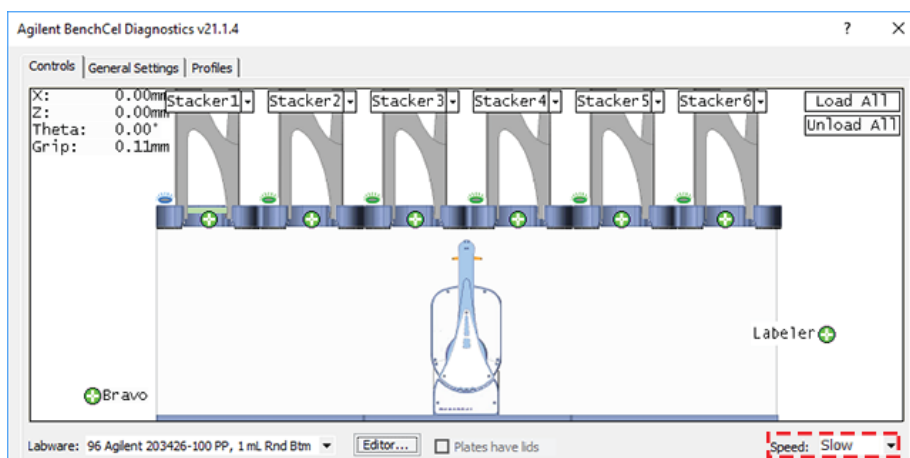 Agilent BenchCel Diagnostics v21.1.4
Controls General Settings Profiles
X: 0.00mm
Z: 0.00mm
Theta: 0.00°
Grip: 0.11mm
Stacker1 Stacker2 Stacker3 Stacker4 Stacker5 Stacker6
Load All
Unload All
Labeler
Bravo
Labware: 96 Agilent 203426-100 PP, 1 mL Rnd Btm Editor... Plates have lids Speed: Slow